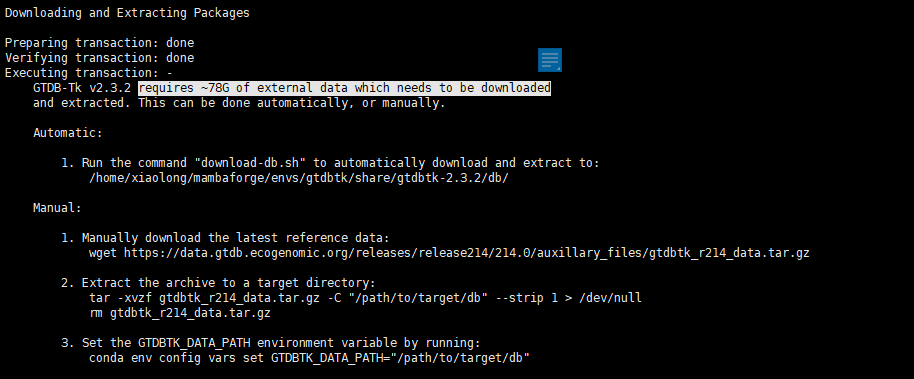 Downloading and Extracting Packages
Preparing transaction: done
Verifying transaction: done
Executing transaction: -
GTDB-Tk v2.3.2 requires ~78G of external data which needs to be downloaded
and extracted. This can be done automatically, or manually.
Automatic:
1. Run the command "download-db.sh" to automatically download and extract to:
/home/xiaolong/mambaforge/envs/gtdbtk/share/gtdbtk-2.3.2/db/
Manual:
1. Manually download the latest reference data:
wget https://data.gtdb.ecogenomic.org/releases/release214/214.0/auxillary_files/gtdbtk_r214_data.tar.gz
2. Extract the archive to a target directory:
tar -xvzf gtdbtk_r214_data.tar.gz -C "/path/to/target/db" --strip 1 > /dev/null
rm gtdbtk_r214_data.tar.gz
3. Set the GTDBTK_DATA_PATH environment variable by running:
conda env config vars set GTDBTK_DATA_PATH="/path/to/target/db"